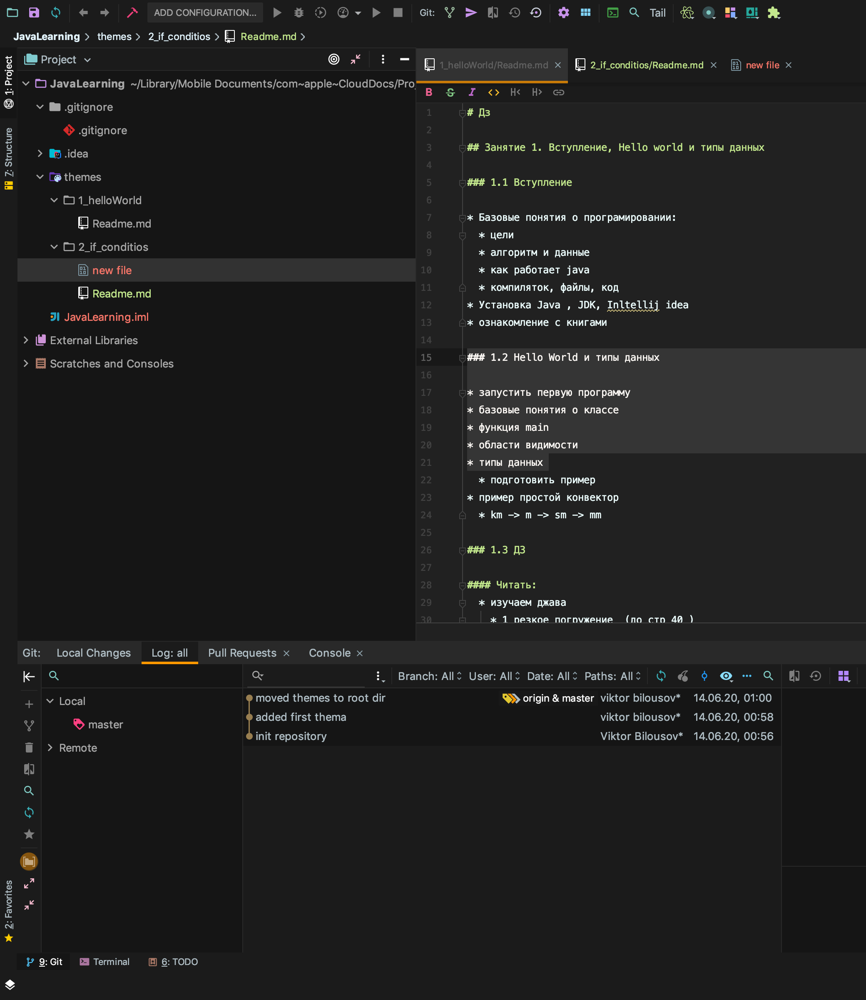 ADD CONFIGURATION...
Git:
Tail
JavaLearning
themes
2_if_conditios
Readme.md
1: Project
7: Structure
2: Favorites
Project
JavaLearning ~/Library/Mobile Documents/com~apple~CloudDocs/Pro
.gitignore
.gitignore
.idea
themes
1_helloWorld
Readme.md
2_if_conditios
new file
Readme.md
JavaLearning.iml
External Libraries
Scratches and Consoles
1_helloWorld/Readme.md
2_if_conditios/Readme.md
new file
B S I <> H< H>
1 # Дз
2
3 ## Занятие 1. Вступление, Hello world и типы данных
4
5 ### 1.1 Вступление
6
7 * Базовые понятия о програмировании:
8 * цели
9 * алгоритм и данные
10 * как работает java
11 * компиляток, файлы, код
12 * Установка Java , JDK, Inltellij idea
13 * ознакомление с книгами
14
15 ### 1.2 Hello World и типы данных
16
17 * запустить первую программу
18 * базовые понятия о классе
19 * функция main
20 * области видимости
21 * типы данных
22 * подготовить пример
23 * пример простой конвектор
24 * km -> m -> sm -> mm
25
26 ### 1.3 ДЗ
27
28 #### Читать:
29 * изучаем джава
30 * 1 резкое погружение (до стр 40 )
Git:
Local Changes
Log: all
Pull Requests
Console
Branch: All
User: All
Date: All
Paths: All
Local
master
Remote
moved themes to root dir origin & master viktor bilousov* 14.06.20, 01:00
added first thema viktor bilousov* 14.06.20, 00:58
init repository Viktor Bilousov* 14.06.20, 00:56
9: Git
Terminal
6: TODO